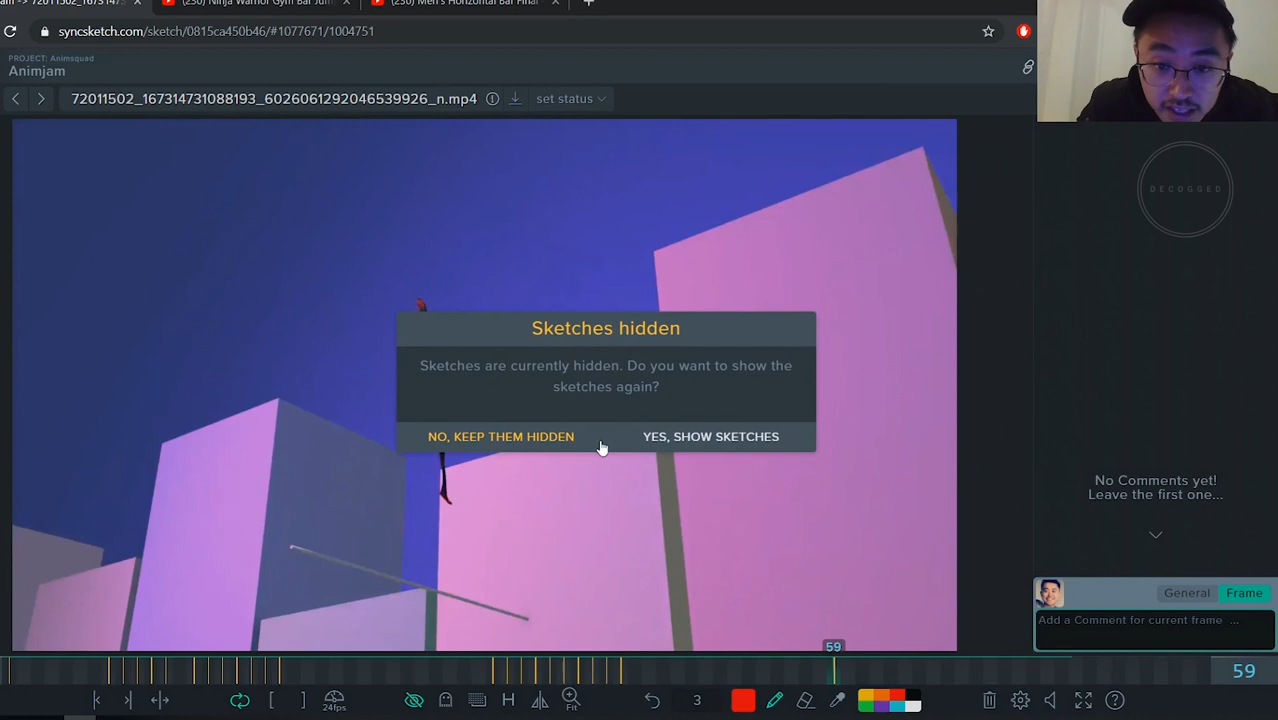 72011502_16731473
(230) Ninja Warrior Gym Bar Jum
(230) Men's Horizontal Bar Final
syncsketch.com/sketch/0815ca450b46/#1077671/1004751
PROJECT: Animsquad
Animjam
72011502_167314731088193_6026061292046539926_n.mp4
set status
DECOGGED
Sketches hidden
Sketches are currently hidden. Do you want to show the
sketches again?
NO, KEEP THEM HIDDEN
YES, SHOW SKETCHES
No Comments yet!
Leave the first one...
General
Frame
Add a Comment for current frame ...
59
59
24fps
H
Fit
3